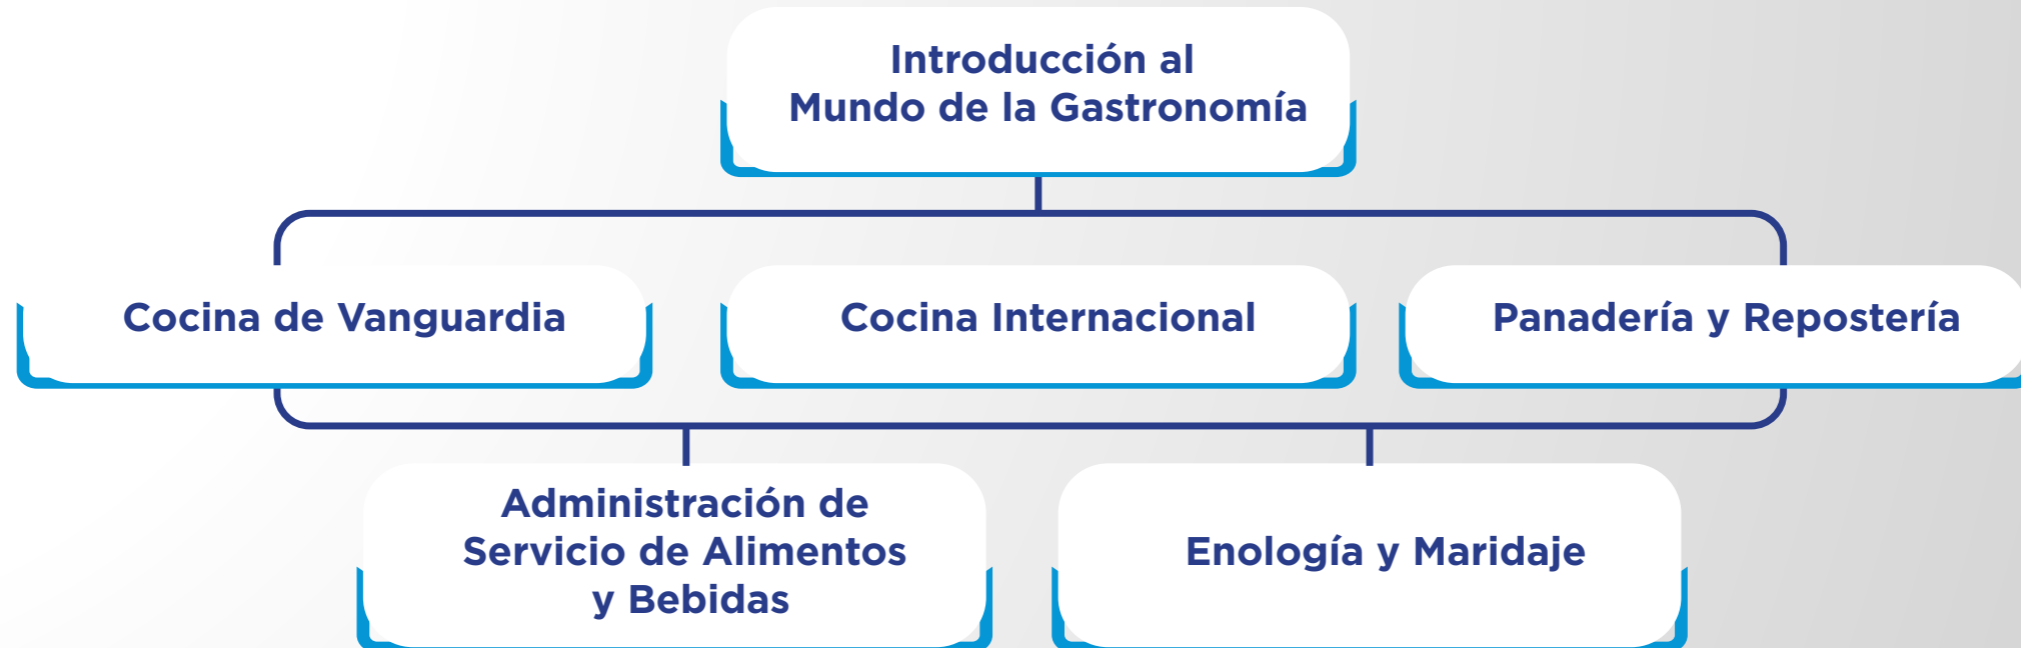 Introducción al
Mundo de la Gastronomía
Cocina de Vanguardia
Cocina Internacional
Panadería y Repostería
Administración de
Servicio de Alimentos
y Bebidas
Enología y Maridaje